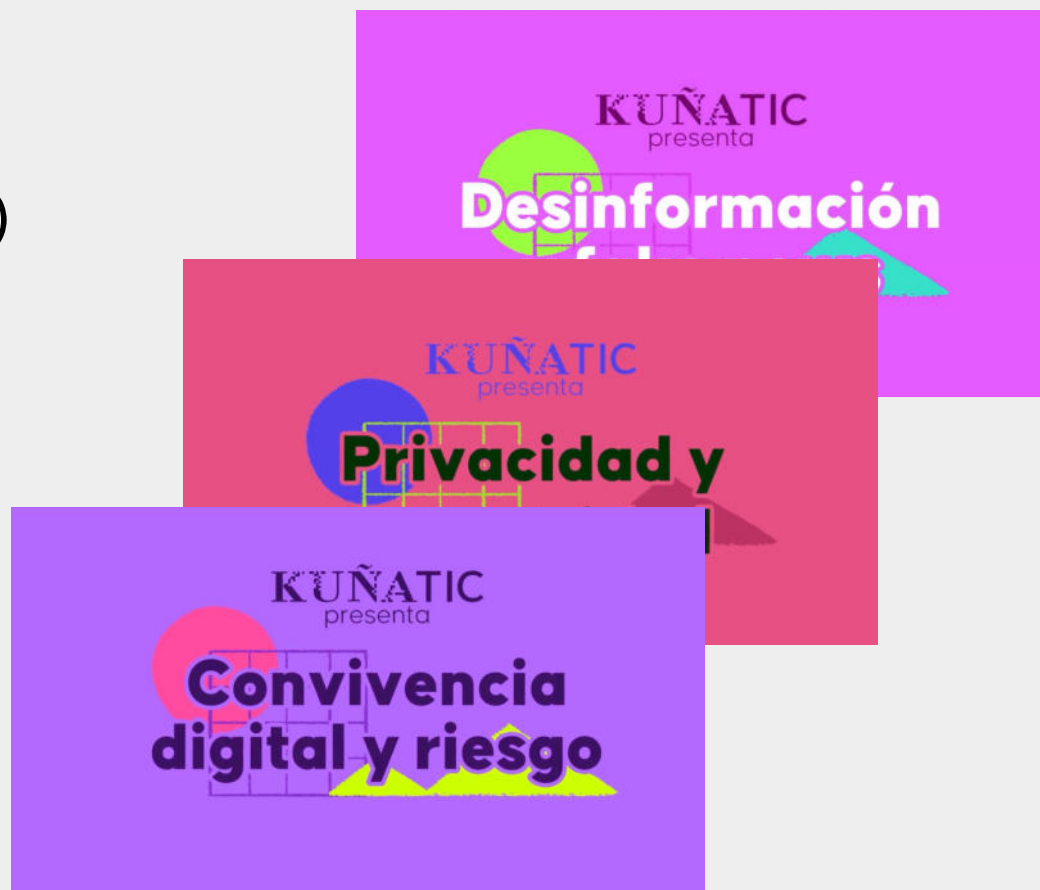 KUÑATIC
presenta
Desinformación
)
KUÑATIC
presenta
Privacidad y
KUÑATIC
presenta
Convivencia
digital y riesgo